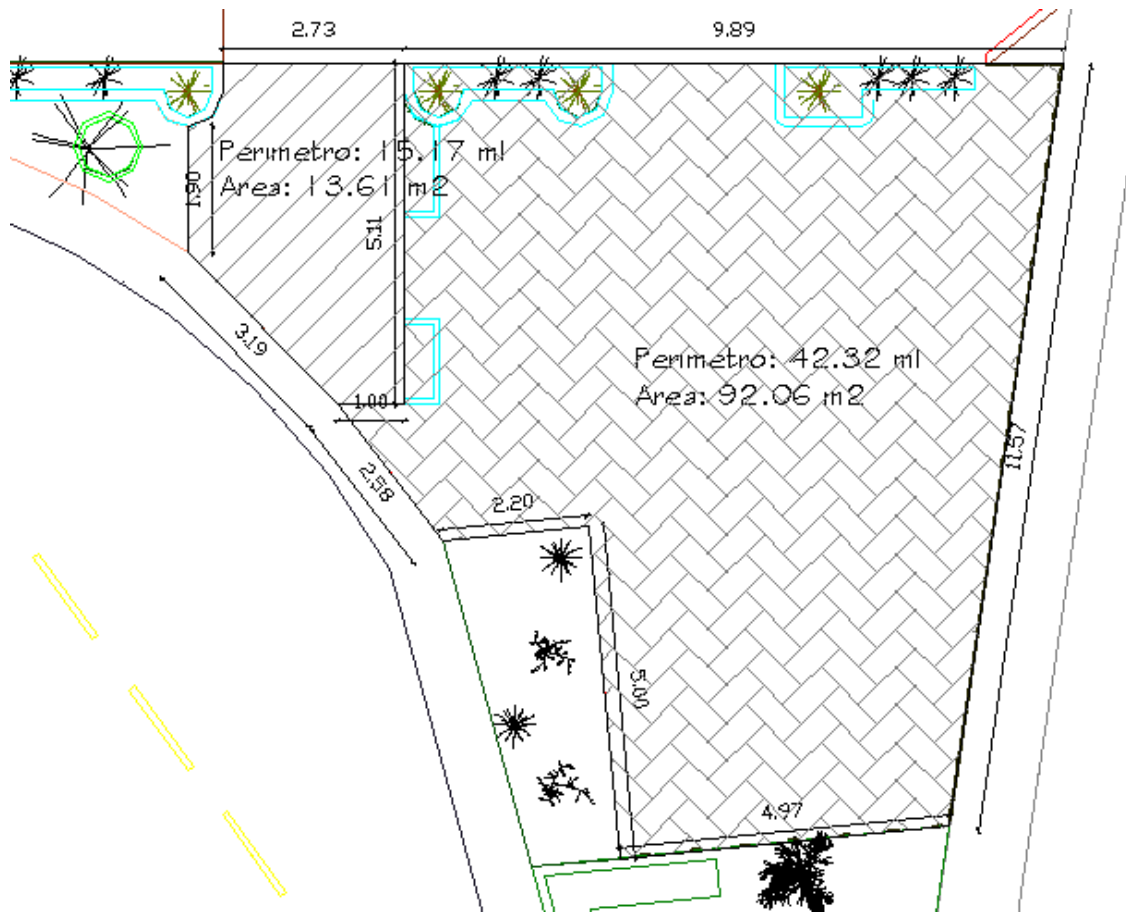 2.73
9.89
Perimetro: 15.17 ml
Area: 13.61 m2
1.90
5.11
3.19
1.00
Perimetro: 42.32 ml
Area: 92.06 m2
11.57
2.58
2.20
5.00
4.97